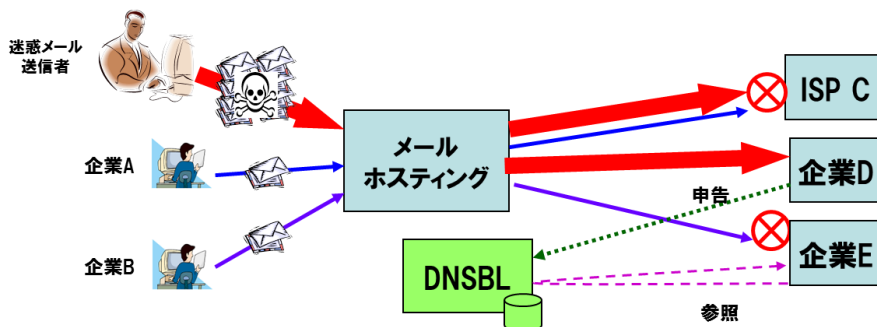 迷惑メール
送信者
企業A
企業B
メール
ホスティング
ISP C
企業D
申告
企業E
DNSBL
参照